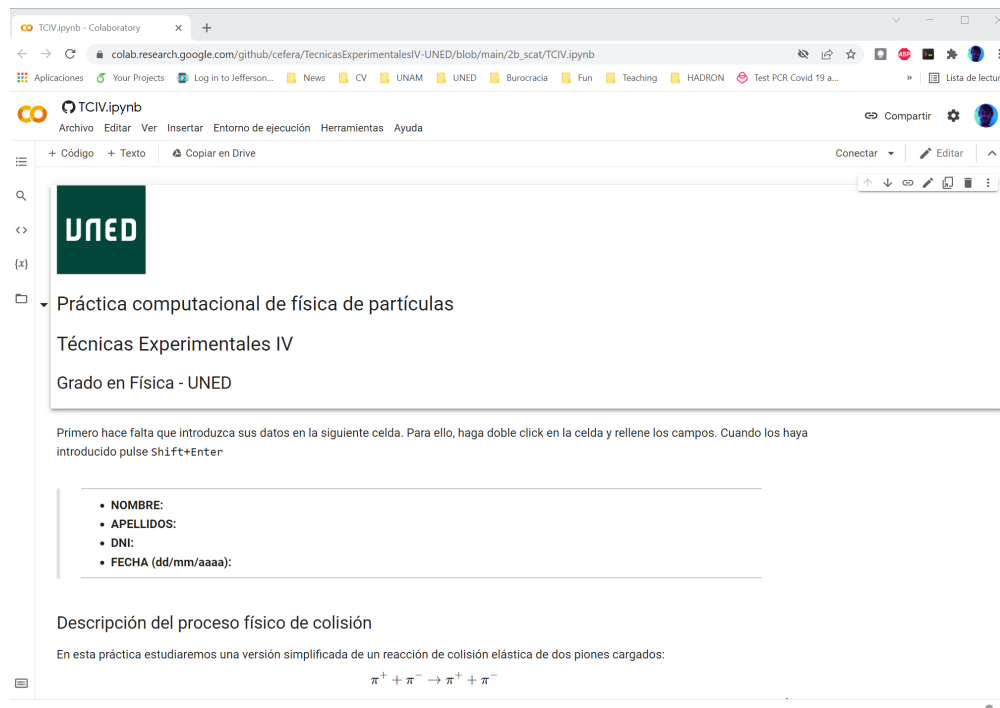 TCIV.ipynb - Colaboratory
colab.research.google.com/github/cefera/TecnicasExperimentalesIV-UNED/blob/main/2b_scat/TCIV.ipynb
ABP
Aplicaciones Your Projects Log in to Jefferson... News CV UNAM UNED Burocracia Fun Teaching HADRON Test PCR Covid 19 a... » Lista de lectur
TCIV.ipynb
Compartir
Archivo Editar Ver Insertar Entorno de ejecución Herramientas Ayuda
+ Código + Texto Copiar en Drive Conectar Editar
{x}
UNED
Práctica computacional de física de partículas
Técnicas Experimentales IV
Grado en Física - UNED
Primero hace falta que introduzca sus datos en la siguiente celda. Para ello, haga doble click en la celda y rellene los campos. Cuando los haya
introducido pulse Shift+Enter
• NOMBRE:
• APELLIDOS:
• DNI:
• FECHA (dd/mm/aaaa):
Descripción del proceso físico de colisión
En esta práctica estudiaremos una versión simplificada de un reacción de colisión elástica de dos piones cargados:
π⁺ + π⁻ → π⁺ + π⁻